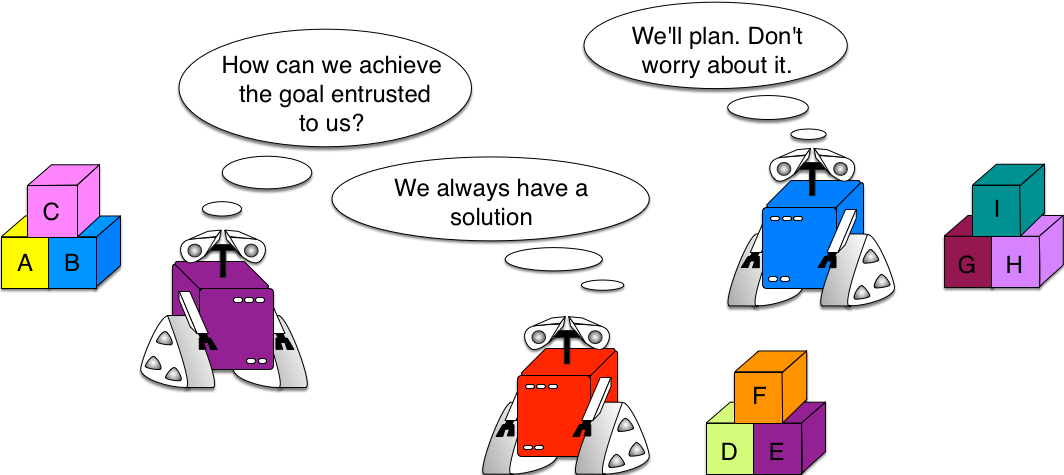 How can we achieve
the goal entrusted
to us?
We'll plan. Don't
worry about it.
We always have a
solution
C
A B
I
G H
F
D E